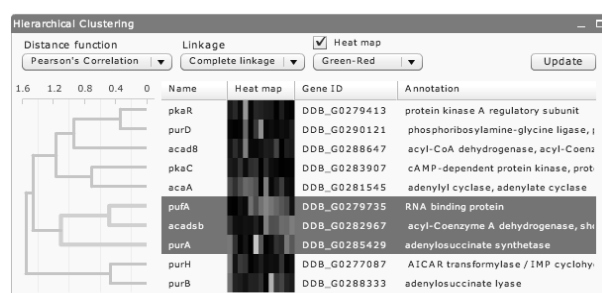 Hierarchical Clustering
Distance function Linkage Heat map
Pearson's Correlation Complete linkage Green-Red Update
1.6 1.2 0.8 0.4 0 Name Heat map Gene ID Annotation
pkaR DDB_G0279413 protein kinase A regulatory subunit
purD DDB_G0290121 phosphoribosylamine-glycine ligase,
acad8 DDB_G0288647 acyl-CoA dehydrogenase, acyl-Coenz
pkaC DDB_G0283907 cAMP-dependent protein kinase, prot
acaA DDB_G0281545 adenylyl cyclase, adenylate cyclase
pufA DDB_G0279735 RNA binding protein
acadsb DDB_G0282967 acyl-Coenzyme A dehydrogenase, sho
purA DDB_G0285429 adenylosuccinate synthetase
purH DDB_G0277087 AICAR transformylase / IMP cyclohy
purB DDB_G0288333 adenylosuccinate lyase